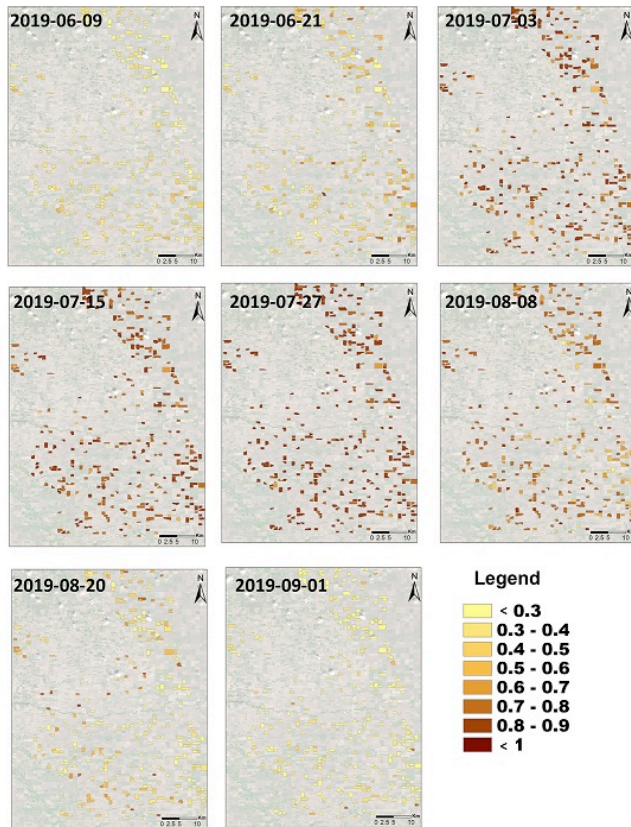 2019-06-09
N
Km
0 2.5 5 10
2019-06-21
N
Km
0 2.5 5 10
2019-07-03
N
Km
0 2.5 5 10
2019-07-15
N
Km
0 2.5 5 10
2019-07-27
N
Km
0 2.5 5 10
2019-08-08
N
Km
0 2.5 5 10
2019-08-20
N
Km
0 2.5 5 10
2019-09-01
N
Km
0 2.5 5 10
Legend
< 0.3
0.3 - 0.4
0.4 - 0.5
0.5 - 0.6
0.6 - 0.7
0.7 - 0.8
0.8 - 0.9
< 1